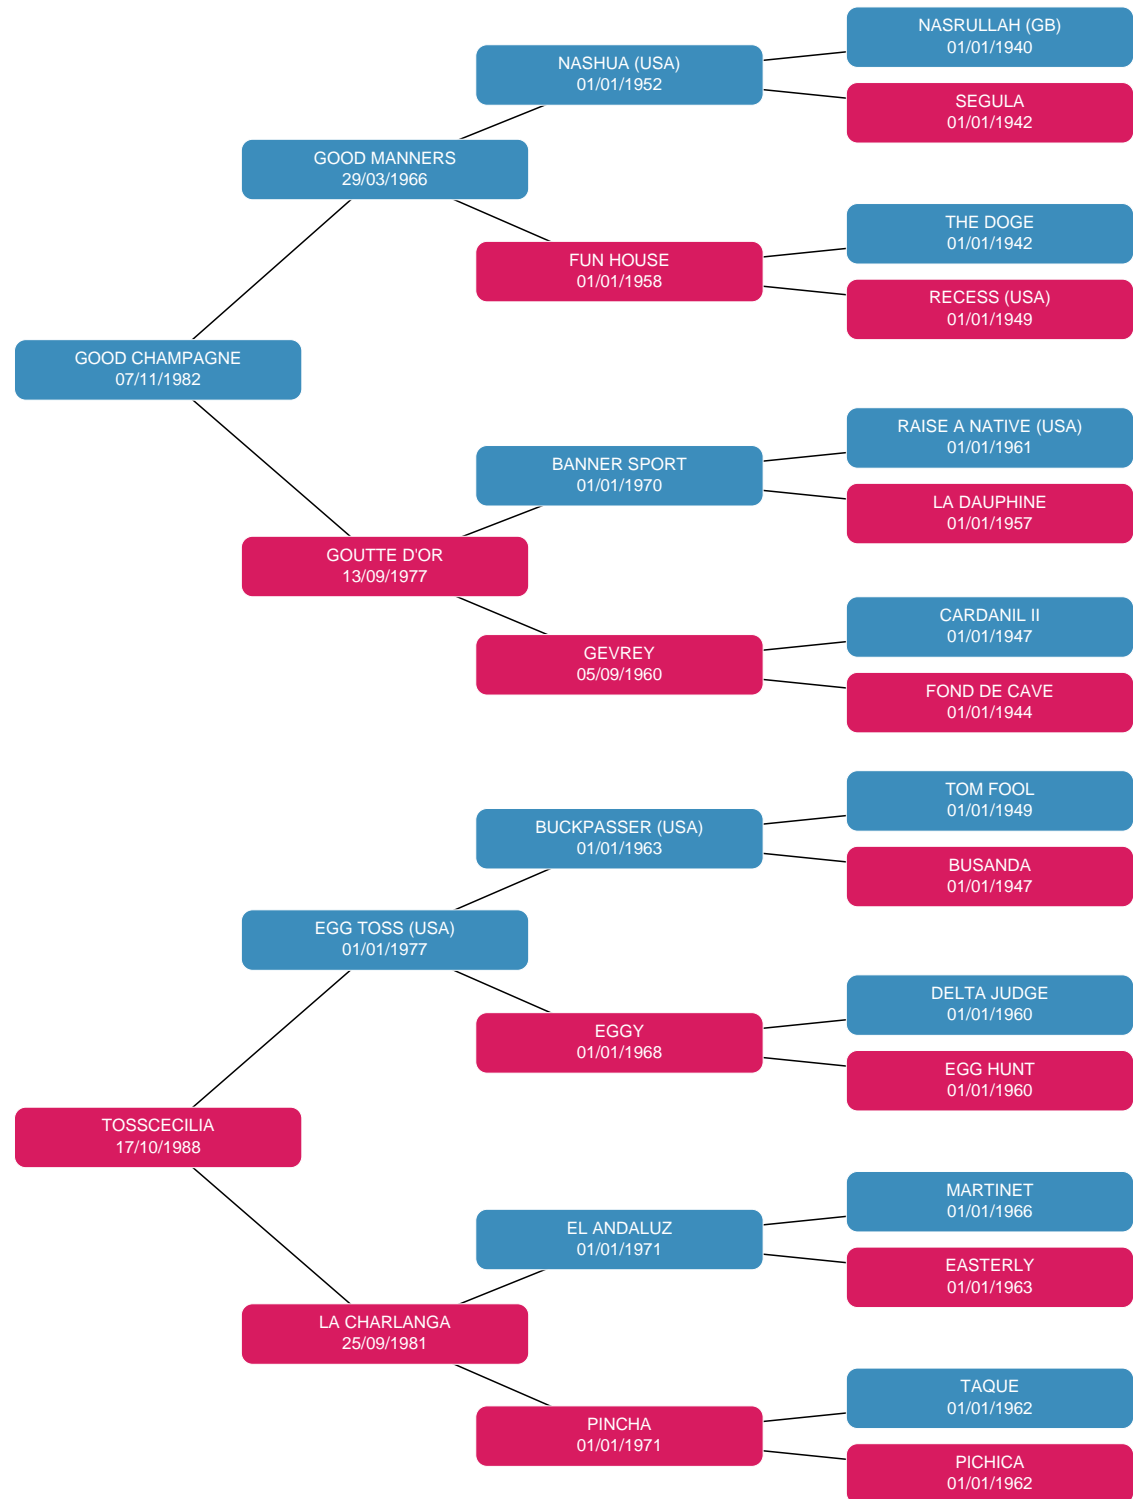 NASRULLAH (GB)
01/01/1940
NASHUA (USA)
01/01/1952
SEGULA
01/01/1942
GOOD MANNERS
29/03/1966
THE DOGE
01/01/1942
FUN HOUSE
01/01/1958
RECESS (USA)
01/01/1949
GOOD CHAMPAGNE
07/11/1982
RAISE A NATIVE (USA)
01/01/1961
BANNER SPORT
01/01/1970
LA DAUPHINE
01/01/1957
GOUTTE D'OR
13/09/1977
CARDANIL II
01/01/1947
GEVREY
05/09/1960
FOND DE CAVE
01/01/1944
TOM FOOL
01/01/1949
BUCKPASSER (USA)
01/01/1963
BUSANDA
01/01/1947
EGG TOSS (USA)
01/01/1977
DELTA JUDGE
01/01/1960
EGGY
01/01/1968
EGG HUNT
01/01/1960
TOSSCECILIA
17/10/1988
MARTINET
01/01/1966
EL ANDALUZ
01/01/1971
EASTERLY
01/01/1963
LA CHARLANGA
25/09/1981
TAQUE
01/01/1962
PINCHA
01/01/1971
PICHICA
01/01/1962